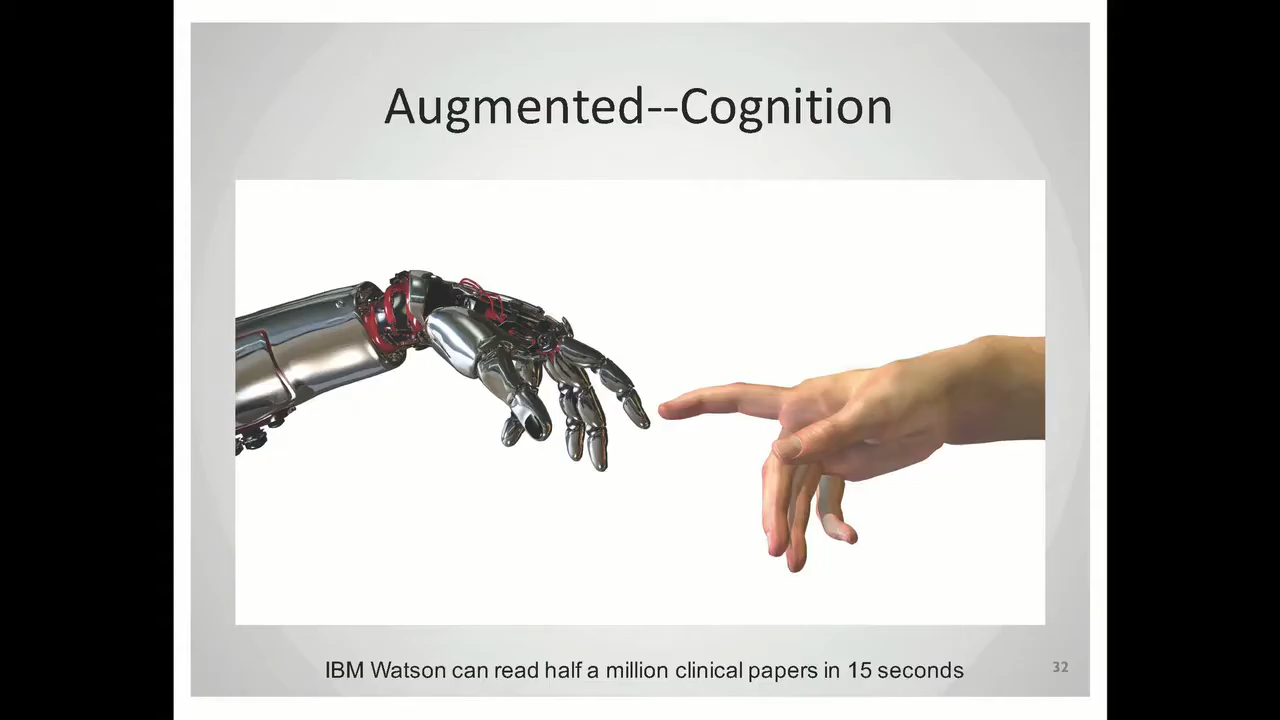 Augmented--Cognition
IBM Watson can read half a million clinical papers in 15 seconds
32